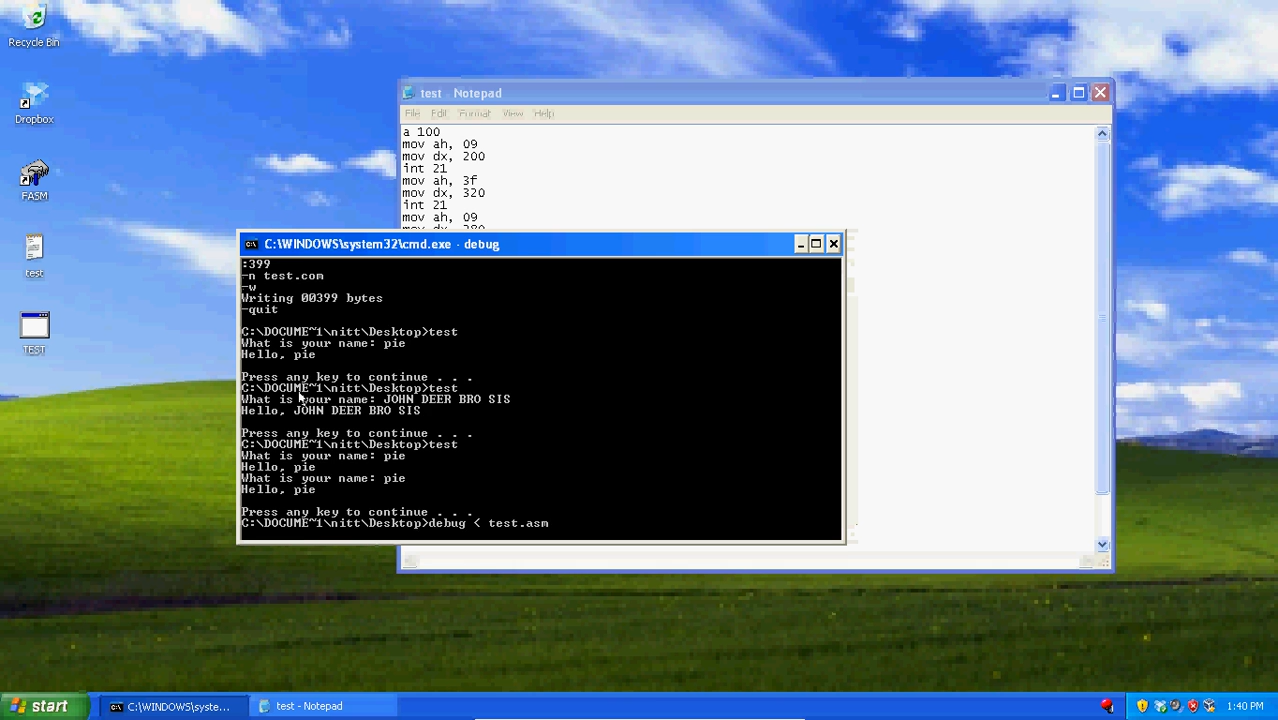 Recycle Bin
Dropbox
FASM
test
TEST
test - Notepad
File Edit Format View Help
a 100
mov ah, 09
mov dx, 200
int 21
mov ah, 3f
mov dx, 320
int 21
mov ah, 09
C:\WINDOWS\system32\cmd.exe - debug
:399
-n test.com
-w
Writing 00399 bytes
-quit
C:\DOCUME~1\nitt\Desktop>test
What is your name: pie
Hello, pie
Press any key to continue . . .
C:\DOCUME~1\nitt\Desktop>test
What is your name: JOHN DEER BRO SIS
Hello, JOHN DEER BRO SIS
Press any key to continue . . .
C:\DOCUME~1\nitt\Desktop>test
What is your name: pie
Hello, pie
What is your name: pie
Hello, pie
Press any key to continue . . .
C:\DOCUME~1\nitt\Desktop>debug < test.asm
start
C:\WINDOWS\syste...
test - Notepad
1:40 PM